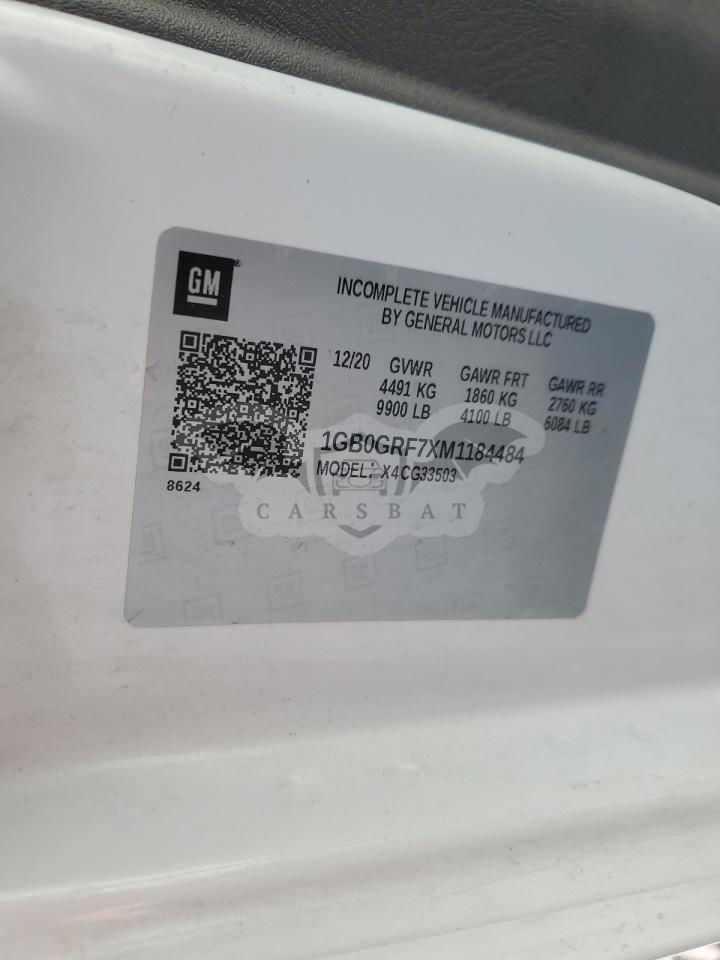 GM
INCOMPLETE VEHICLE MANUFACTURED
BY GENERAL MOTORS LLC
12/20 GVWR GAWR FRT GAWR RR
4491 KG 1860 KG 2760 KG
9900 LB 4100 LB 6084 LB
1GB0GRF7XM1184484
MODEL: X4CG33503
8624
CARSBAT